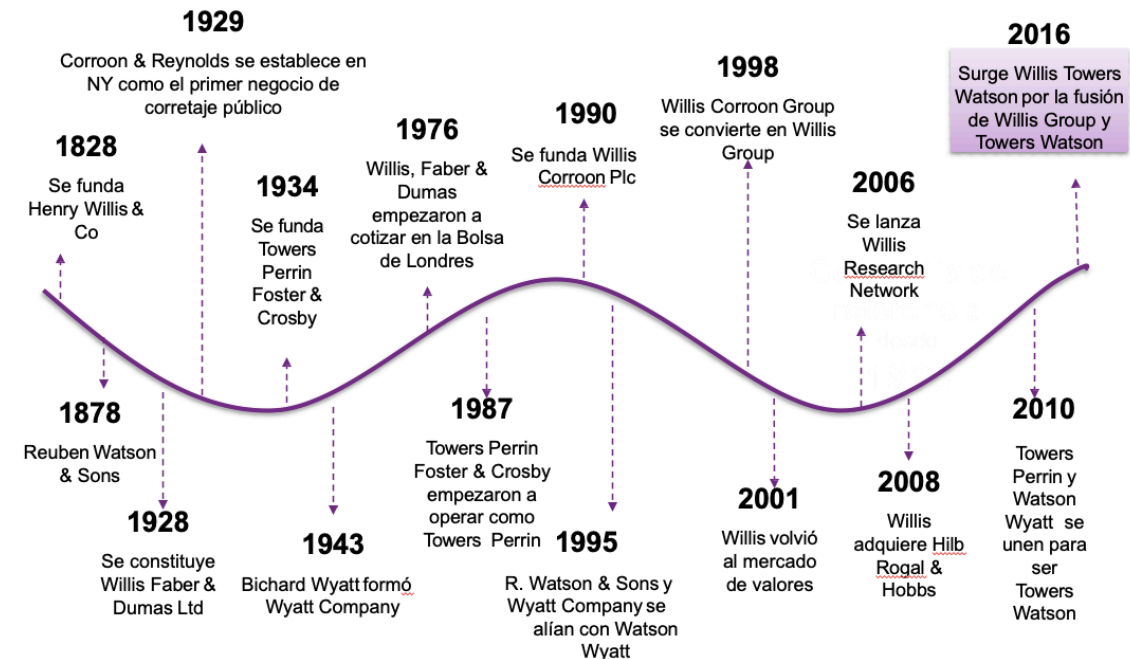 1828
Se funda
Henry Willis &
Co
1878
Reuben Watson
& Sons
1928
Se constituye
Willis Faber &
Dumas Ltd
1929
Corroon & Reynolds se establece en
NY como el primer negocio de
corretaje público
1934
Se funda
Towers
Perrin
Foster &
Crosby
1943
Bichard Wyatt formó
Wyatt Company
1976
Willis, Faber &
Dumas
empezaron a
cotizar en la Bolsa
de Londres
1987
Towers Perrin
Foster & Crosby
empezaron a
operar como
Towers Perrin
1990
Se funda Willis
Corroon Plc
1995
R. Watson & Sons y
Wyatt Company se
alían con Watson
Wyatt
1998
Willis Corroon Group
se convierte en Willis
Group
2001
Willis volvió
al mercado
de valores
2006
Se lanza
Willis
Research
Network
2008
Willis
adquiere Hilb
Rogal &
Hobbs
2010
Towers
Perrin y
Watson
Wyatt se
unen para
ser
Towers
Watson
2016
Surge Willis Towers
Watson por la fusión
de Willis Group y
Towers Watson